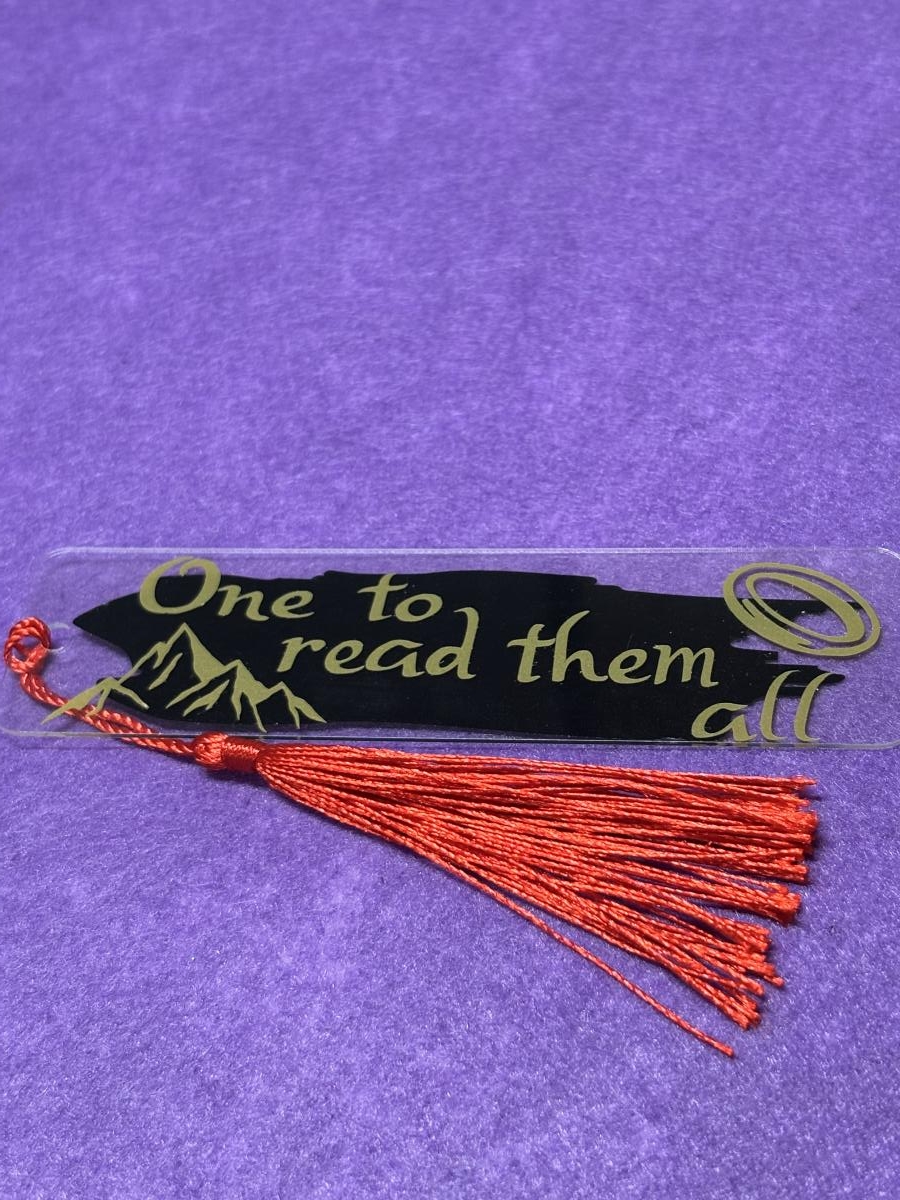 One to
read them
all